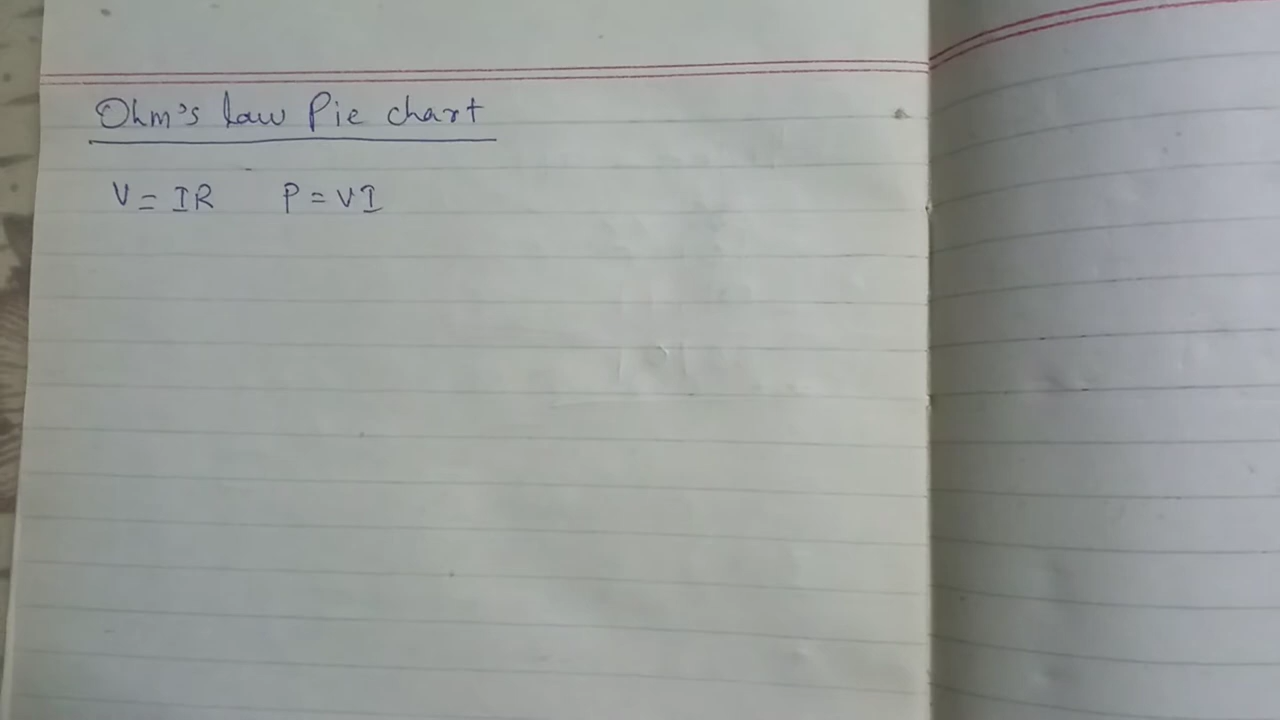 Ohm's law Pie chart
V = IR P = VI